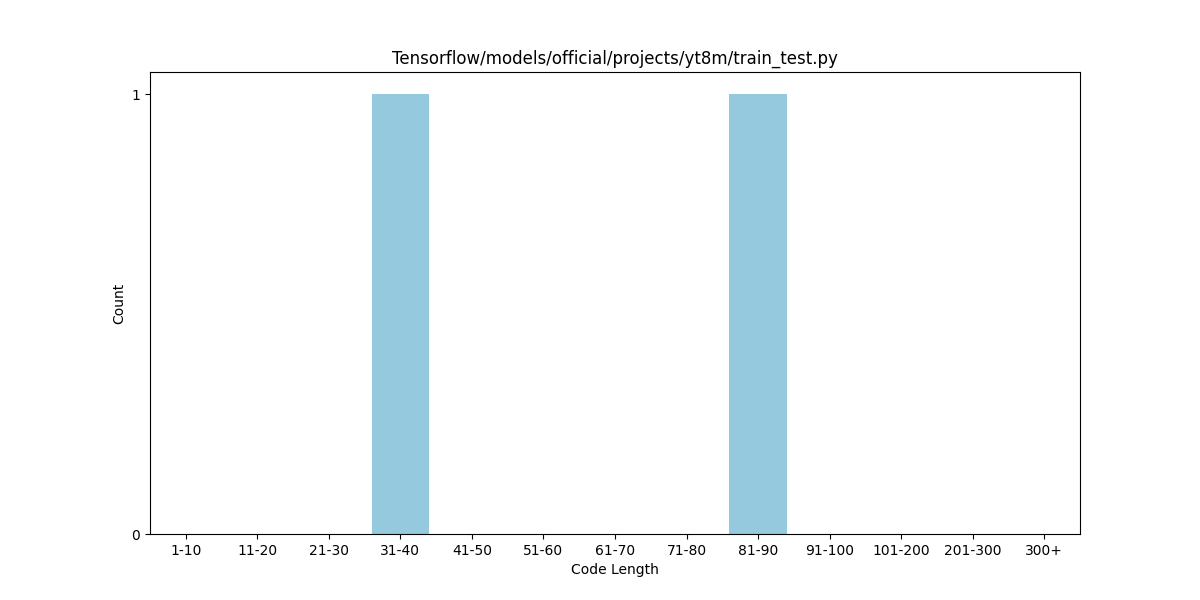 Tensorflow/models/official/projects/yt8m/train_test.py
1
Count
0
1-10 11-20 21-30 31-40 41-50 51-60 61-70 71-80 81-90 91-100 101-200 201-300 300+
Code Length